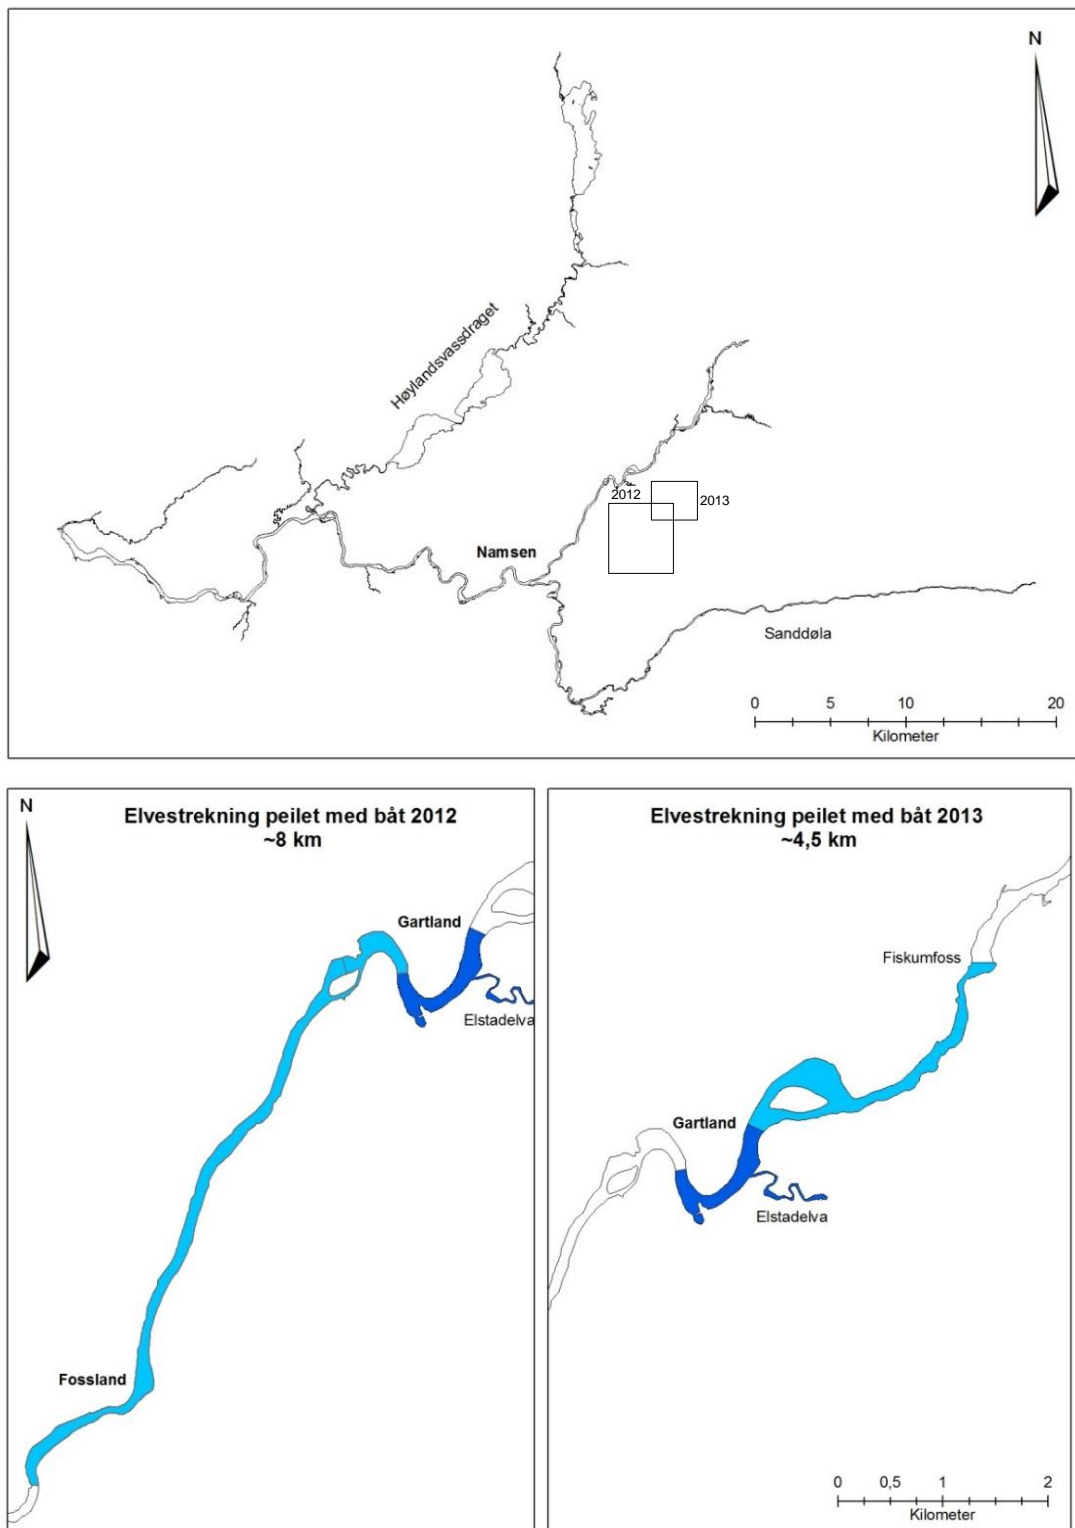 N
Høylandsvassdraget
2012
2013
Namsen
Sanddøla
0 5 10 20
Kilometer
Elvestrekning peilet med båt 2012
~8 km
N
Gartland
Elstadelva
Fossland
Elvestrekning peilet med båt 2013
~4,5 km
Fiskumfoss
Gartland
Elstadelva
0 0,5 1 2
Kilometer